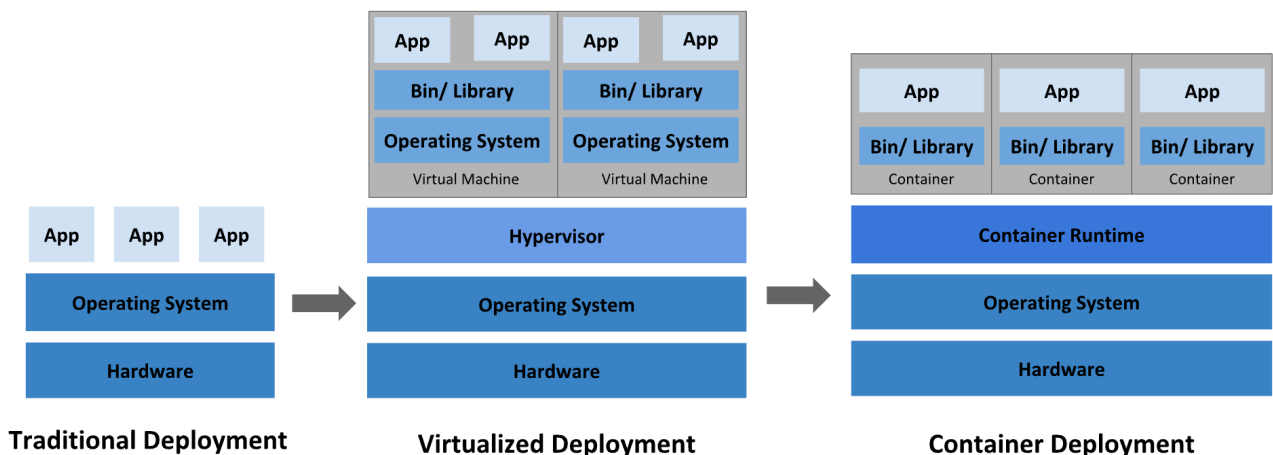 App
App
App
Operating System
Hardware
Traditional Deployment
App
App
Bin/ Library
Operating System
Virtual Machine
App
App
Bin/ Library
Operating System
Virtual Machine
Hypervisor
Operating System
Hardware
Virtualized Deployment
App
Bin/ Library
Container
App
Bin/ Library
Container
App
Bin/ Library
Container
Container Runtime
Operating System
Hardware
Container Deployment